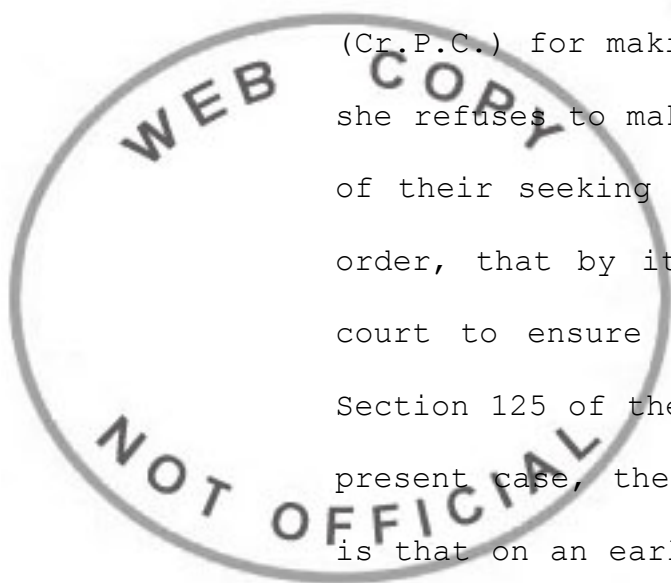 (Cr.P.C.) for maki
she refuses to mak
of their seeking
order, that by it
court to ensure
Section 125 of the
present case, the
is that on an earl
WEB COPY
NOT OFFICIAL